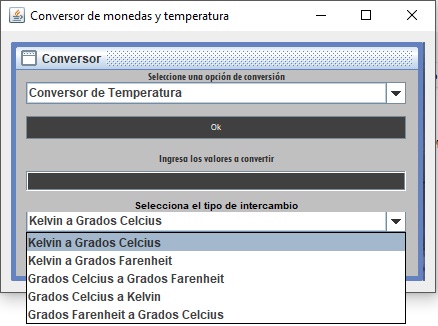 Conversor de monedas y temperatura
Conversor
Seleccione una opción de conversión
Conversor de Temperatura
Ok
Ingresa los valores a convertir
Selecciona el tipo de intercambio
Kelvin a Grados Celcius
Kelvin a Grados Celcius
Kelvin a Grados Farenheit
Grados Celcius a Grados Farenheit
Grados Celcius a Kelvin
Grados Farenheit a Grados Celcius